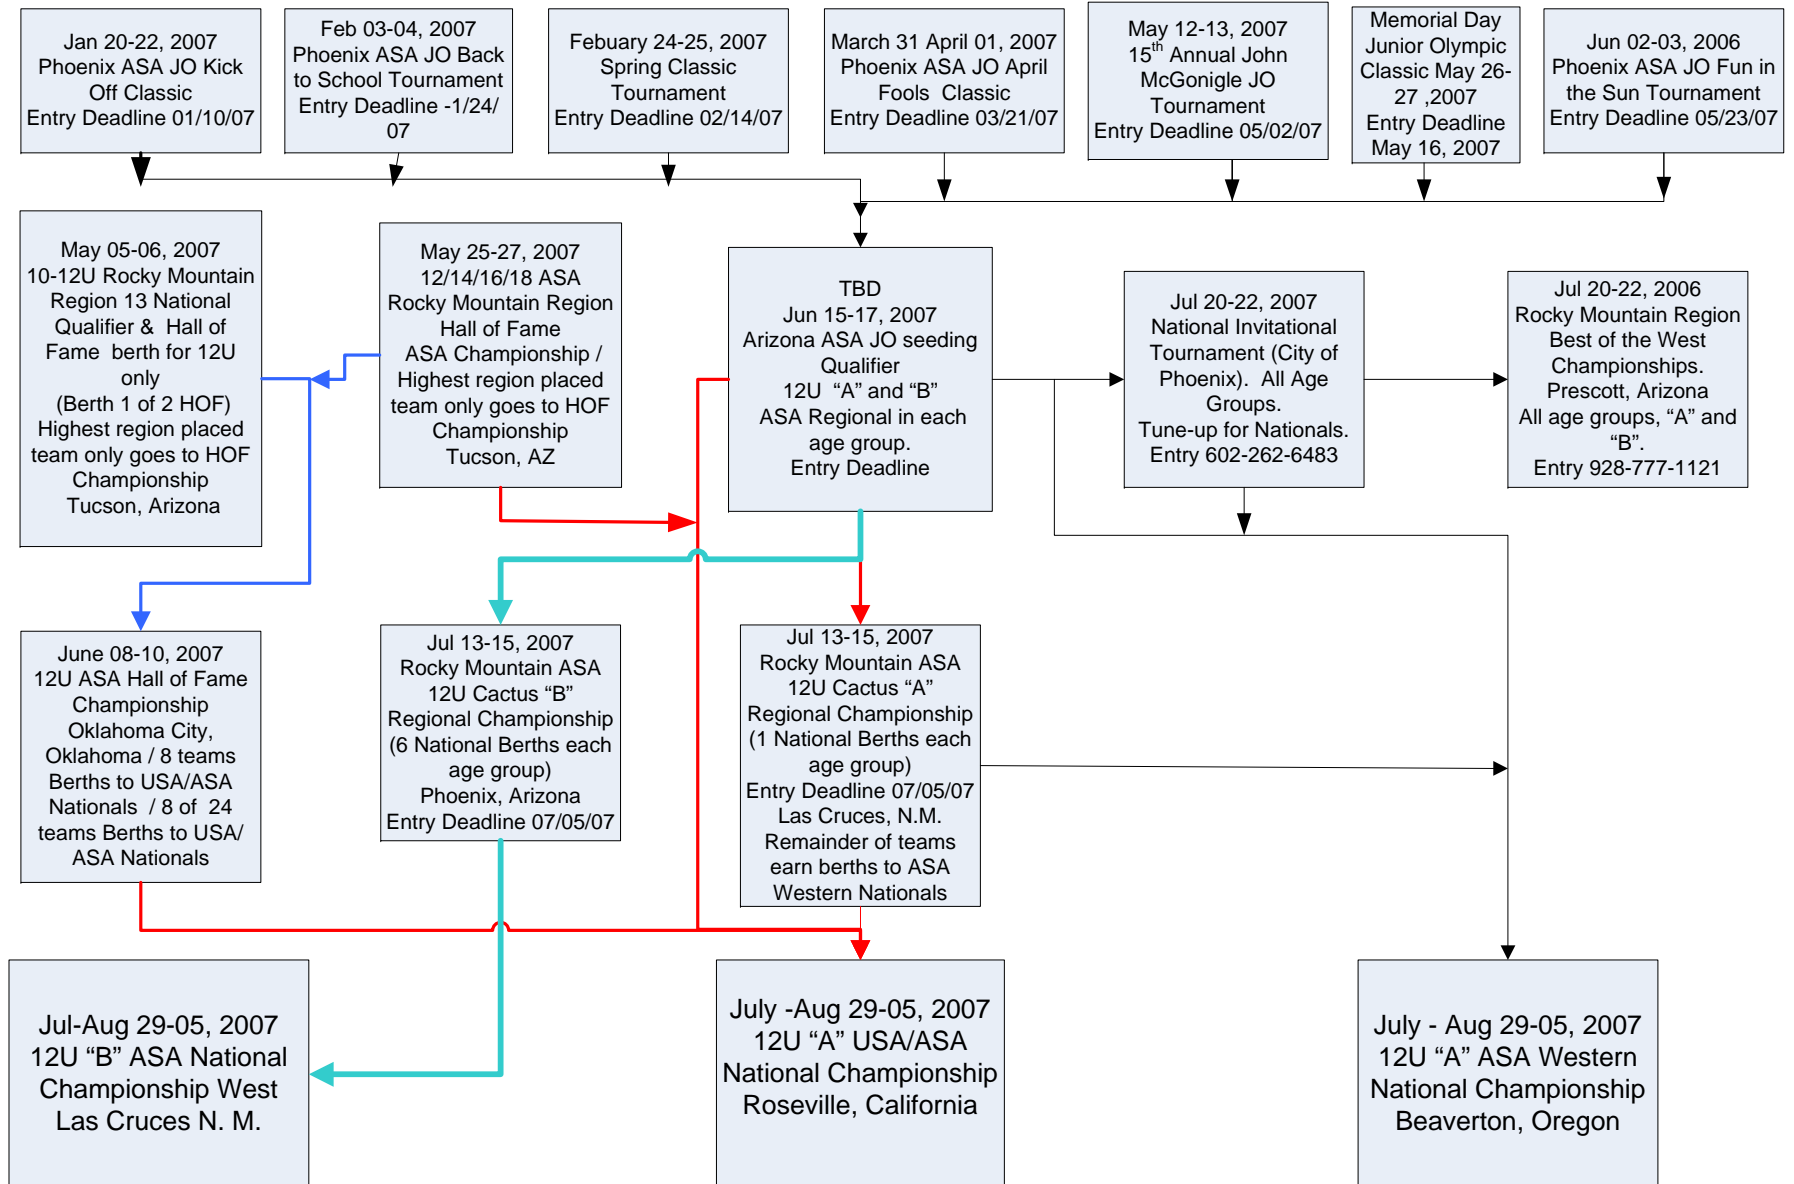 Jan 20-22, 2007
Phoenix ASA JO Kick
Off Classic
Entry Deadline 01/10/07
Feb 03-04, 2007
Phoenix ASA JO Back
to School Tournament
Entry Deadline -1/24/
07
Febuary 24-25, 2007
Spring Classic
Tournament
Entry Deadline 02/14/07
March 31 April 01, 2007
Phoenix ASA JO April
Fools Classic
Entry Deadline 03/21/07
May 12-13, 2007
15th Annual John
McGonigle JO
Tournament
Entry Deadline 05/02/07
Memorial Day
Junior Olympic
Classic May 26-
27 ,2007
Entry Deadline
May 16, 2007
Jun 02-03, 2006
Phoenix ASA JO Fun in
the Sun Tournament
Entry Deadline 05/23/07
May 05-06, 2007
10-12U Rocky Mountain
Region 13 National
Qualifier & Hall of
Fame berth for 12U
only
(Berth 1 of 2 HOF)
Highest region placed
team only goes to HOF
Championship
Tucson, Arizona
May 25-27, 2007
12/14/16/18 ASA
Rocky Mountain Region
Hall of Fame
ASA Championship /
Highest region placed
team only goes to HOF
Championship
Tucson, AZ
TBD
Jun 15-17, 2007
Arizona ASA JO seeding
Qualifier
12U “A” and “B”
ASA Regional in each
age group.
Entry Deadline
Jul 20-22, 2007
National Invitational
Tournament (City of
Phoenix). All Age
Groups.
Tune-up for Nationals.
Entry 602-262-6483
Jul 20-22, 2006
Rocky Mountain Region
Best of the West
Championships.
Prescott, Arizona
All age groups, “A” and
“B”.
Entry 928-777-1121
June 08-10, 2007
12U ASA Hall of Fame
Championship
Oklahoma City,
Oklahoma / 8 teams
Berths to USA/ASA
Nationals / 8 of 24
teams Berths to USA/
ASA Nationals
Jul 13-15, 2007
Rocky Mountain ASA
12U Cactus “B”
Regional Championship
(6 National Berths each
age group)
Phoenix, Arizona
Entry Deadline 07/05/07
Jul 13-15, 2007
Rocky Mountain ASA
12U Cactus “A”
Regional Championship
(1 National Berths each
age group)
Entry Deadline 07/05/07
Las Cruces, N.M.
Remainder of teams
earn berths to ASA
Western Nationals
Jul-Aug 29-05, 2007
12U “B” ASA National
Championship West
Las Cruces N. M.
July -Aug 29-05, 2007
12U “A” USA/ASA
National Championship
Roseville, California
July - Aug 29-05, 2007
12U “A” ASA Western
National Championship
Beaverton, Oregon